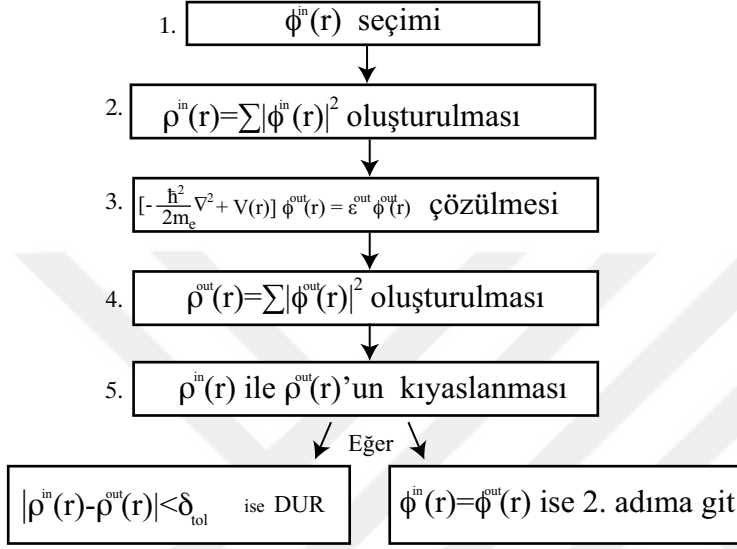 1. ϕⁱⁿ(r) seçimi
2. ρⁱⁿ(r)=∑|ϕⁱⁿ(r)|² oluşturulması
3. [-ħ²/2mₑ ∇²+ V(r)] ϕᵒᵘᵗ(r) = εᵒᵘᵗ ϕᵒᵘᵗ(r) çözülmesi
4. ρᵒᵘᵗ(r)=∑|ϕᵒᵘᵗ(r)|² oluşturulması
5. ρⁱⁿ(r) ile ρᵒᵘᵗ(r)’un kıyaslanması
Eğer
|ρⁱⁿ(r)-ρᵒᵘᵗ(r)|<δₜₒₗ ise DUR
ϕⁱⁿ(r)=ϕᵒᵘᵗ(r) ise 2. adıma git